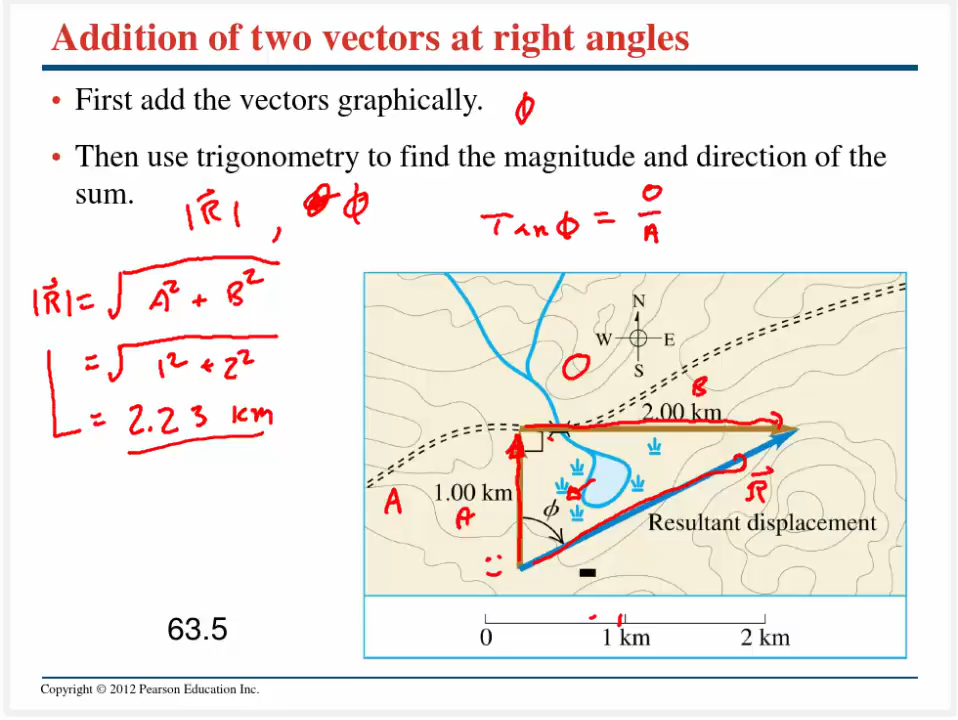 Addition of two vectors at right angles
• First add the vectors graphically. ϕ
• Then use trigonometry to find the magnitude and direction of the
sum.
|R⃗| , ϕ
Tan ϕ = O/A
|R⃗| = √(A² + B²)
= √(1² + 2²)
= 2.23 km
N
W E
S
O
B
2.00 km
A
1.00 km
A
ϕ
R⃗
Resultant displacement
63.5
0 1 km 2 km
Copyright © 2012 Pearson Education Inc.